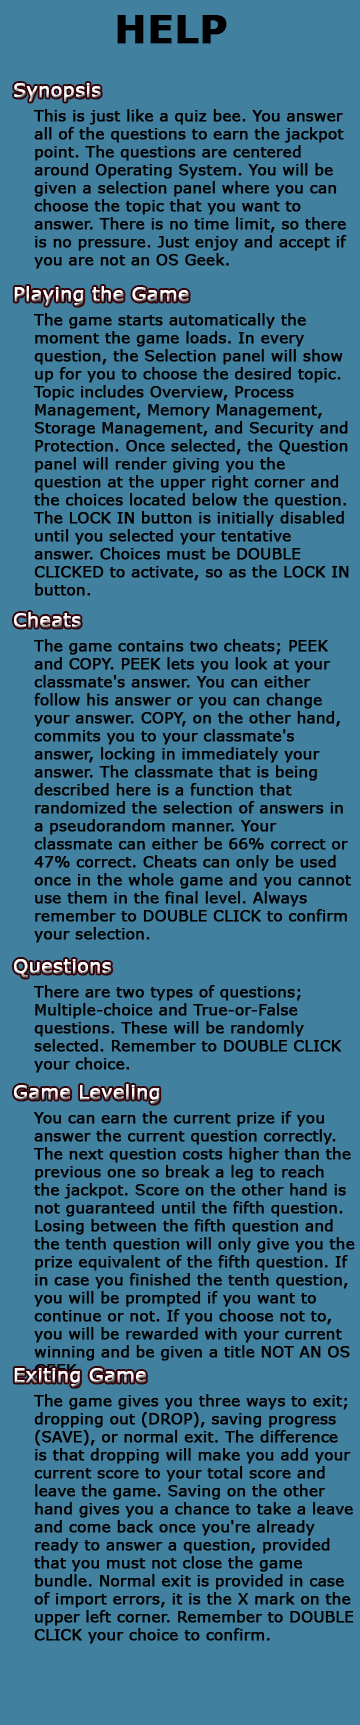 HELP
Synopsis
This is just like a quiz bee. You answer
all of the questions to earn the jackpot
point. The questions are centered
around Operating System. You will be
given a selection panel where you can
choose the topic that you want to
answer. There is no time limit, so there
is no pressure. Just enjoy and accept if
you are not an OS Geek.
Playing the Game
The game starts automatically the
moment the game loads. In every
question, the Selection panel will show
up for you to choose the desired topic.
Topic includes Overview, Process
Management, Memory Management,
Storage Management, and Security and
Protection. Once selected, the Question
panel will render giving you the
question at the upper right corner and
the choices located below the question.
The LOCK IN button is initially disabled
until you selected your tentative
answer. Choices must be DOUBLE
CLICKED to activate, so as the LOCK IN
button.
Cheats
The game contains two cheats; PEEK
and COPY. PEEK lets you look at your
classmate's answer. You can either
follow his answer or you can change
your answer. COPY, on the other hand,
commits you to your classmate's
answer, locking in immediately your
answer. The classmate that is being
described here is a function that
randomized the selection of answers in
a pseudorandom manner. Your
classmate can either be 66% correct or
47% correct. Cheats can only be used
once in the whole game and you cannot
use them in the final level. Always
remember to DOUBLE CLICK to confirm
your selection.
Questions
There are two types of questions;
Multiple-choice and True-or-False
questions. These will be randomly
selected. Remember to DOUBLE CLICK
your choice.
Game Leveling
You can earn the current prize if you
answer the current question correctly.
The next question costs higher than the
previous one so break a leg to reach
the jackpot. Score on the other hand is
not guaranteed until the fifth question.
Losing between the fifth question and
the tenth question will only give you the
prize equivalent of the fifth question. If
in case you finished the tenth question,
you will be prompted if you want to
continue or not. If you choose not to,
you will be rewarded with your current
winning and be given a title NOT AN OS
GEEK.
Exiting Game
The game gives you three ways to exit;
dropping out (DROP), saving progress
(SAVE), or normal exit. The difference
is that dropping will make you add your
current score to your total score and
leave the game. Saving on the other
hand gives you a chance to take a leave
and come back once you're already
ready to answer a question, provided
that you must not close the game
bundle. Normal exit is provided in case
of import errors, it is the X mark on the
upper left corner. Remember to DOUBLE
CLICK your choice to confirm.